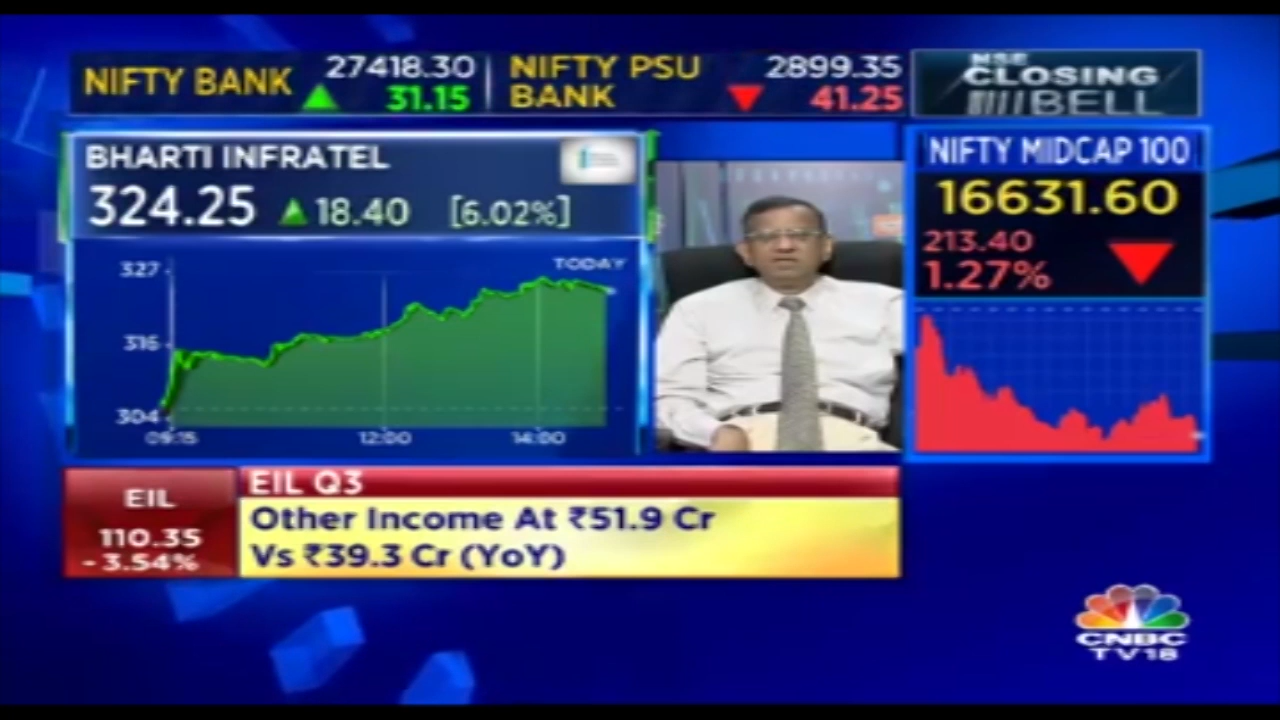 NIFTY BANK
27418.30
31.15
NIFTY PSU
BANK
2899.35
41.25
NSE
CLOSING
BELL
BHARTI INFRATEL
324.25 18.40 [6.02%]
TODAY
327
316
304
09:15 12:00 14:00
NIFTY MIDCAP 100
16631.60
213.40
1.27%
EIL
110.35
-3.54%
EIL Q3
Other Income At ₹51.9 Cr
Vs ₹39.3 Cr (YoY)
CNBC
TV18